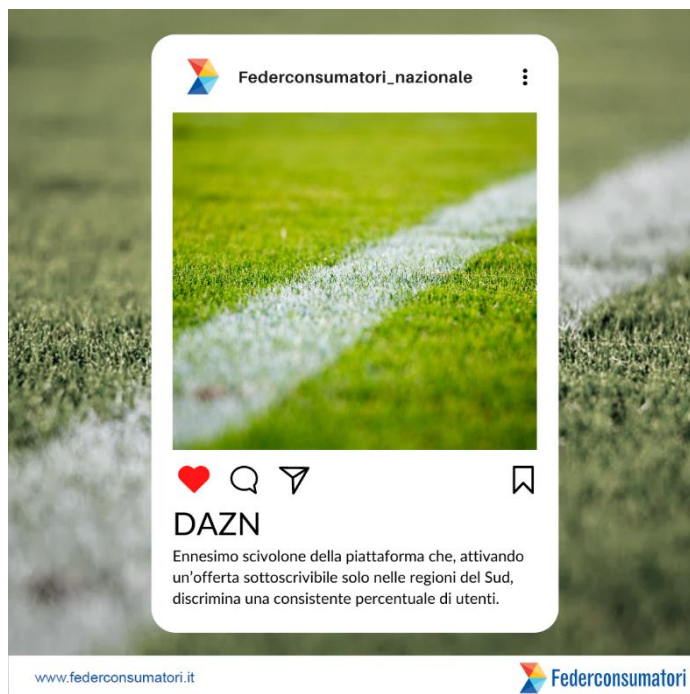 Federconsumatori_nazionale
DAZN
Ennesimo scivolone della piattaforma che, attivando
un'offerta sottoscrivibile solo nelle regioni del Sud,
discrimina una consistente percentuale di utenti.
www.federconsumatori.it
Federconsumatori